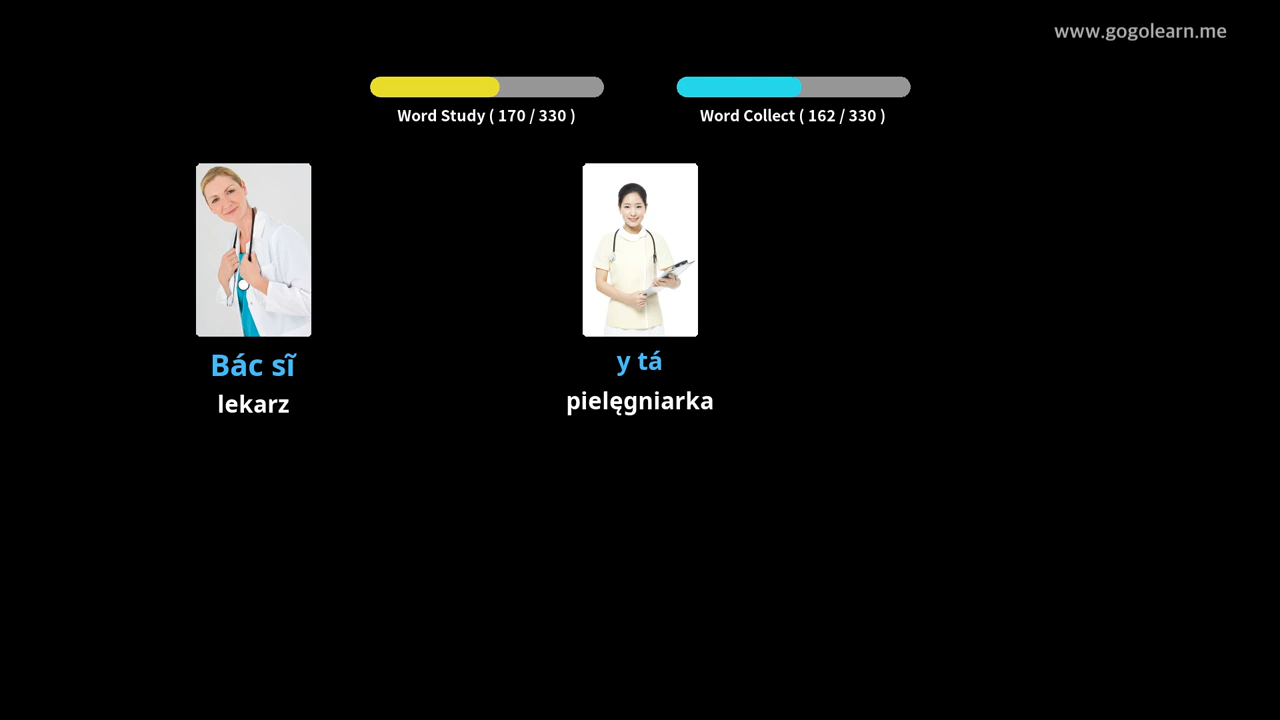 www.gogolearn.me
Word Study ( 170 / 330 )
Word Collect ( 162 / 330 )
Bác sĩ
lekarz
y tá
pielęgniarka